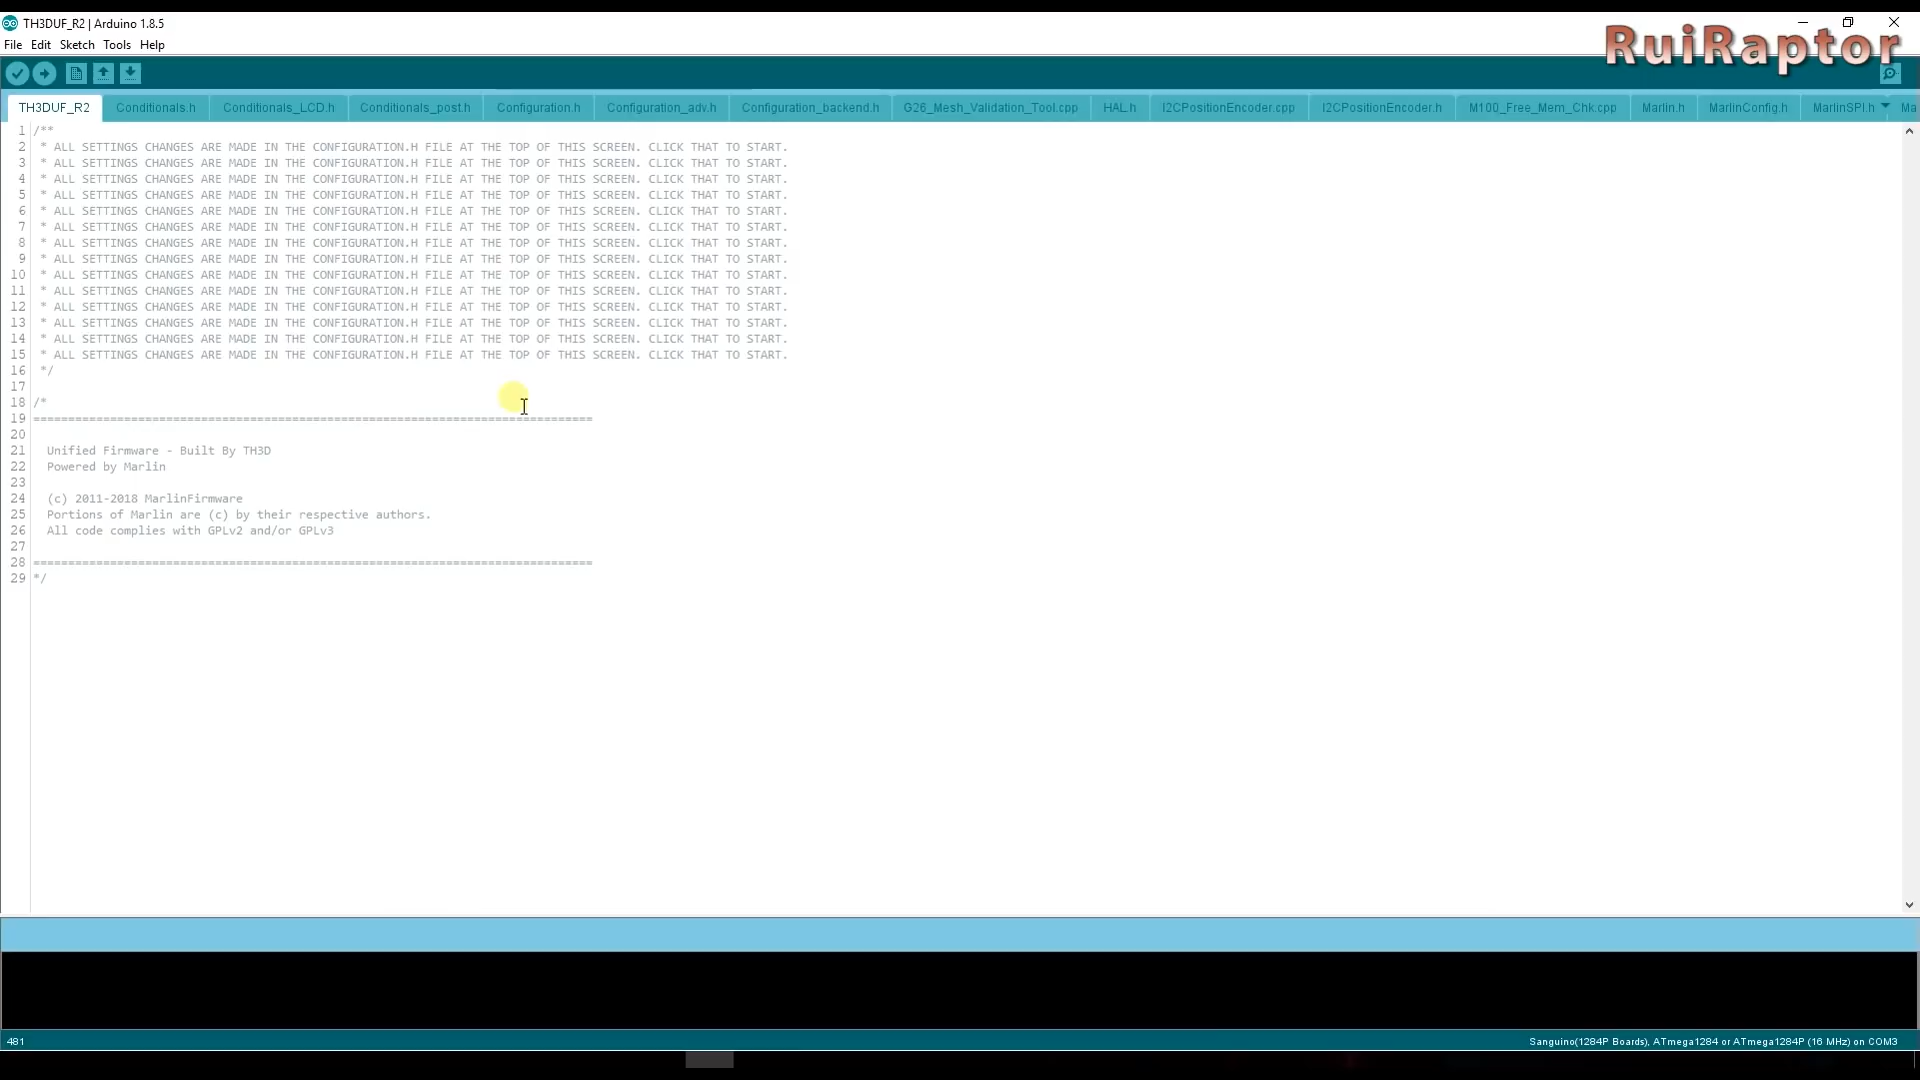 TH3DUF_R2 | Arduino 1.8.5
RuiRaptor
File Edit Sketch Tools Help
TH3DUF_R2 Conditionals.h Conditionals_LCD.h Conditionals_post.h Configuration.h Configuration_adv.h Configuration_backend.h G26_Mesh_Validation_Tool.cpp HAL.h I2CPositionEncoder.cpp I2CPositionEncoder.h M100_Free_Mem_Chk.cpp Marlin.h MarlinConfig.h MarlinSPI.h Ma
1 /**
2 * ALL SETTINGS CHANGES ARE MADE IN THE CONFIGURATION.H FILE AT THE TOP OF THIS SCREEN. CLICK THAT TO START.
3 * ALL SETTINGS CHANGES ARE MADE IN THE CONFIGURATION.H FILE AT THE TOP OF THIS SCREEN. CLICK THAT TO START.
4 * ALL SETTINGS CHANGES ARE MADE IN THE CONFIGURATION.H FILE AT THE TOP OF THIS SCREEN. CLICK THAT TO START.
5 * ALL SETTINGS CHANGES ARE MADE IN THE CONFIGURATION.H FILE AT THE TOP OF THIS SCREEN. CLICK THAT TO START.
6 * ALL SETTINGS CHANGES ARE MADE IN THE CONFIGURATION.H FILE AT THE TOP OF THIS SCREEN. CLICK THAT TO START.
7 * ALL SETTINGS CHANGES ARE MADE IN THE CONFIGURATION.H FILE AT THE TOP OF THIS SCREEN. CLICK THAT TO START.
8 * ALL SETTINGS CHANGES ARE MADE IN THE CONFIGURATION.H FILE AT THE TOP OF THIS SCREEN. CLICK THAT TO START.
9 * ALL SETTINGS CHANGES ARE MADE IN THE CONFIGURATION.H FILE AT THE TOP OF THIS SCREEN. CLICK THAT TO START.
10 * ALL SETTINGS CHANGES ARE MADE IN THE CONFIGURATION.H FILE AT THE TOP OF THIS SCREEN. CLICK THAT TO START.
11 * ALL SETTINGS CHANGES ARE MADE IN THE CONFIGURATION.H FILE AT THE TOP OF THIS SCREEN. CLICK THAT TO START.
12 * ALL SETTINGS CHANGES ARE MADE IN THE CONFIGURATION.H FILE AT THE TOP OF THIS SCREEN. CLICK THAT TO START.
13 * ALL SETTINGS CHANGES ARE MADE IN THE CONFIGURATION.H FILE AT THE TOP OF THIS SCREEN. CLICK THAT TO START.
14 * ALL SETTINGS CHANGES ARE MADE IN THE CONFIGURATION.H FILE AT THE TOP OF THIS SCREEN. CLICK THAT TO START.
15 * ALL SETTINGS CHANGES ARE MADE IN THE CONFIGURATION.H FILE AT THE TOP OF THIS SCREEN. CLICK THAT TO START.
16 */
17
18 /*
19 ================================================================================
20
21 Unified Firmware - Built By TH3D
22 Powered by Marlin
23
24 (c) 2011-2018 MarlinFirmware
25 Portions of Marlin are (c) by their respective authors.
26 All code complies with GPLv2 and/or GPLv3
27
28 ================================================================================
29 */
481
Sanguino(1284P Boards), ATmega1284 or ATmega1284P (16 MHz) on COM3